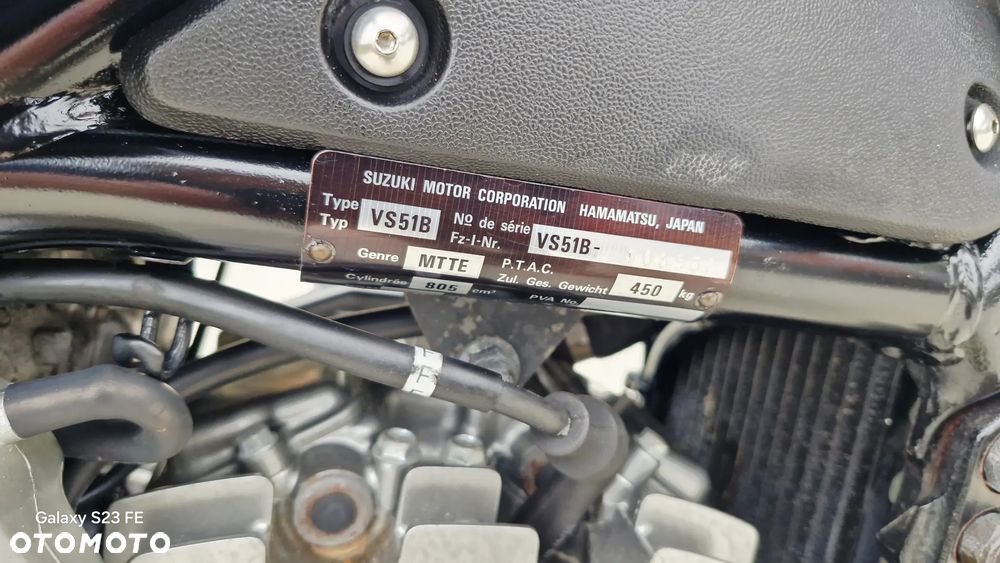 SUZUKI MOTOR CORPORATION HAMAMATSU, JAPAN
Type
Typ VS51B Nº de série
Fz-I-Nr. VS51B-
Genre MTTE P.T.A.C.
Zul. Ges. Gewicht 450 kg
Cylindrée 805 cm³ PVA No.
F
Galaxy S23 FE
OTOMOTO